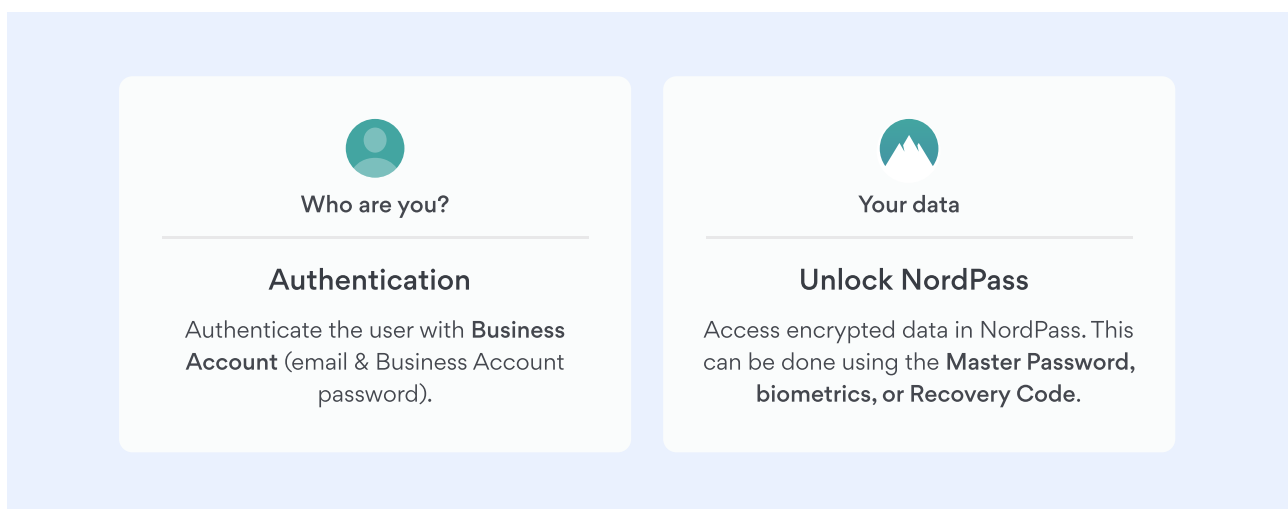 Who are you?
Authentication
Authenticate the user with Business
Account (email & Business Account
password).
Your data
Unlock NordPass
Access encrypted data in NordPass. This
can be done using the Master Password,
biometrics, or Recovery Code.